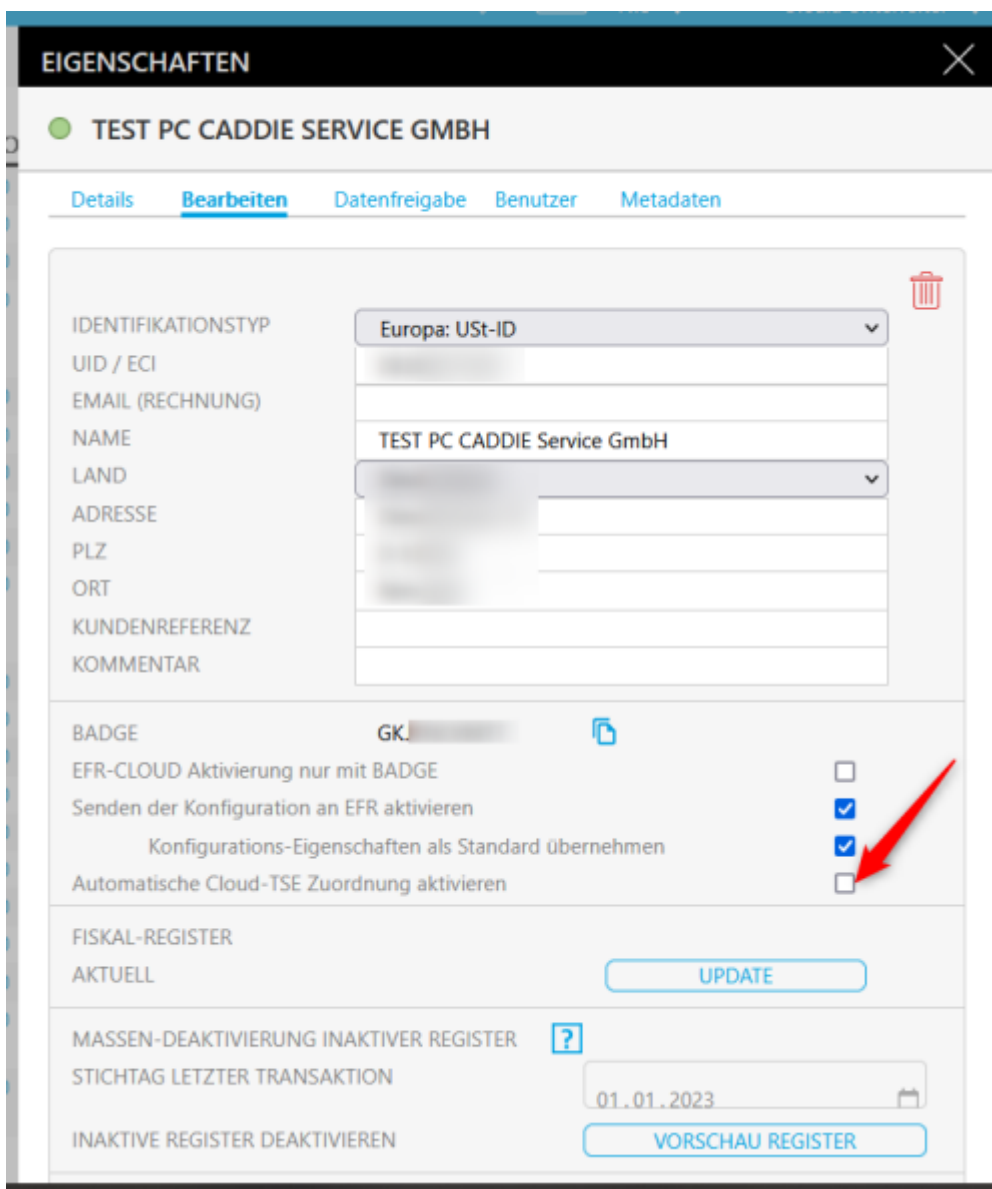 EIGENSCHAFTEN
TEST PC CADDIE SERVICE GMBH
Details Bearbeiten Datenfreigabe Benutzer Metadaten
IDENTIFIKATIONSTYP Europa: USt-ID
UID / ECI
EMAIL (RECHNUNG)
NAME TEST PC CADDIE Service GmbH
LAND
ADRESSE
PLZ
ORT
KUNDENREFERENZ
KOMMENTAR
BADGE GK.
EFR-CLOUD Aktivierung nur mit BADGE
Senden der Konfiguration an EFR aktivieren
Konfigurations-Eigenschaften als Standard übernehmen
Automatische Cloud-TSE Zuordnung aktivieren
FISKAL-REGISTER
AKTUELL UPDATE
MASSEN-DEAKTIVIERUNG INAKTIVER REGISTER ?
STICHTAG LETZTER TRANSAKTION
01.01.2023
INAKTIVE REGISTER DEAKTIVIEREN VORSCHAU REGISTER